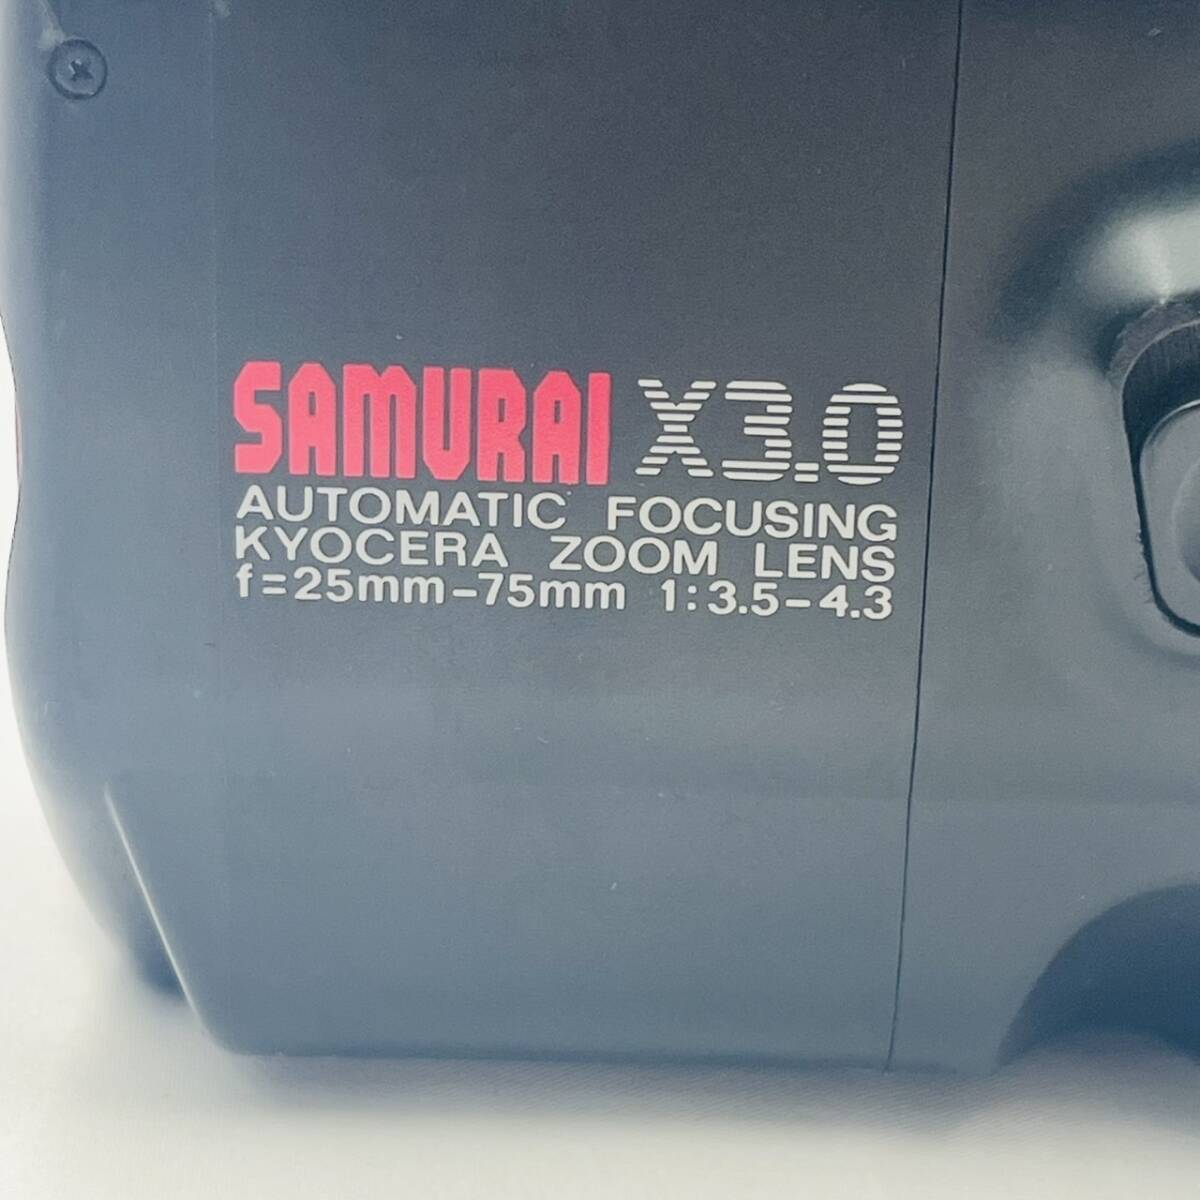 SAMURAI X3.0
AUTOMATIC FOCUSING
KYOCERA ZOOM LENS
f=25mm-75mm 1:3.5-4.3